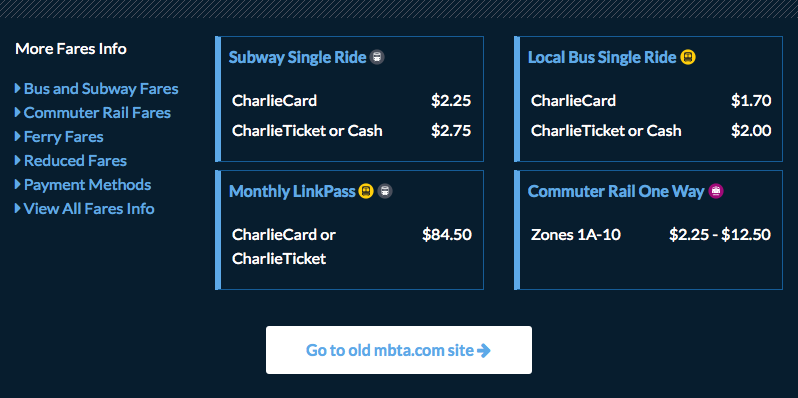 More Fares Info
Bus and Subway Fares
Commuter Rail Fares
Ferry Fares
Reduced Fares
Payment Methods
View All Fares Info
Subway Single Ride
CharlieCard $2.25
CharlieTicket or Cash $2.75
Local Bus Single Ride
CharlieCard $1.70
CharlieTicket or Cash $2.00
Monthly LinkPass
CharlieCard or $84.50
CharlieTicket
Commuter Rail One Way
Zones 1A-10 $2.25 - $12.50
Go to old mbta.com site